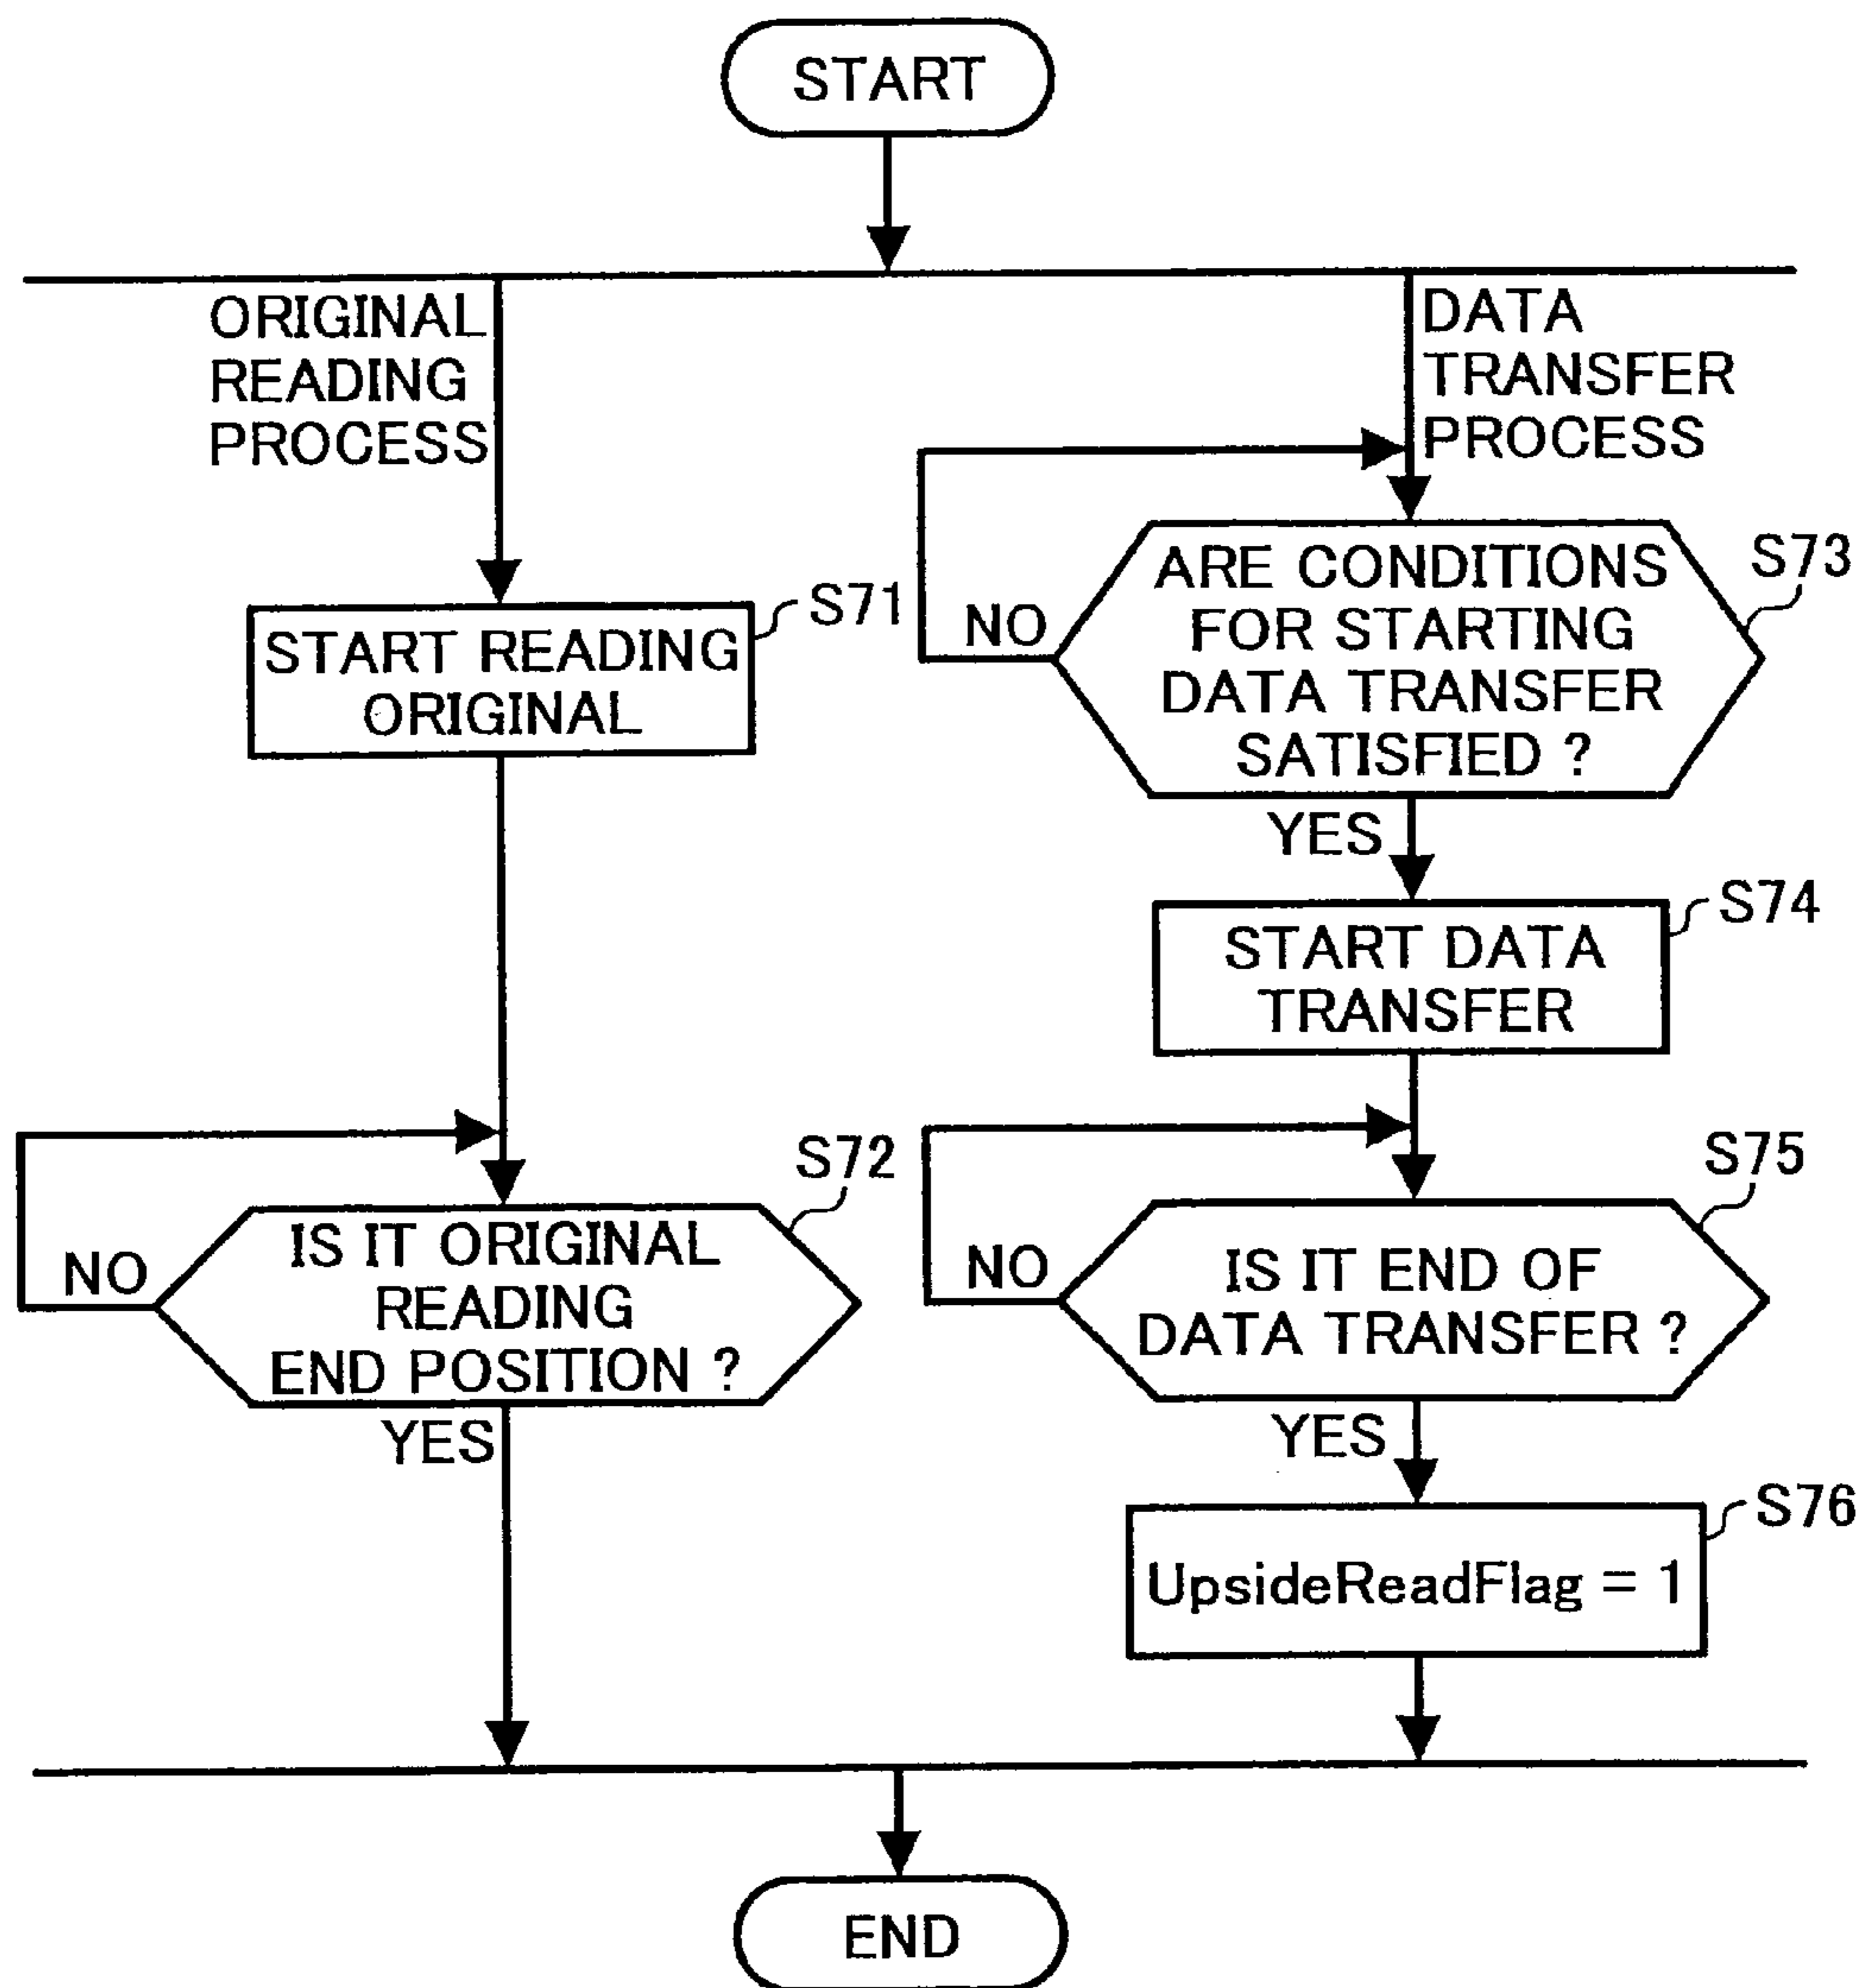 START
ORIGINAL
READING
PROCESS
DATA
TRANSFER
PROCESS
START READING
ORIGINAL
S71
ARE CONDITIONS
FOR STARTING
DATA TRANSFER
SATISFIED ?
S73
NO
YES
START DATA
TRANSFER
S74
IS IT ORIGINAL
READING
END POSITION ?
S72
NO
YES
IS IT END OF
DATA TRANSFER ?
S75
NO
YES
UpsideReadFlag = 1
S76
END